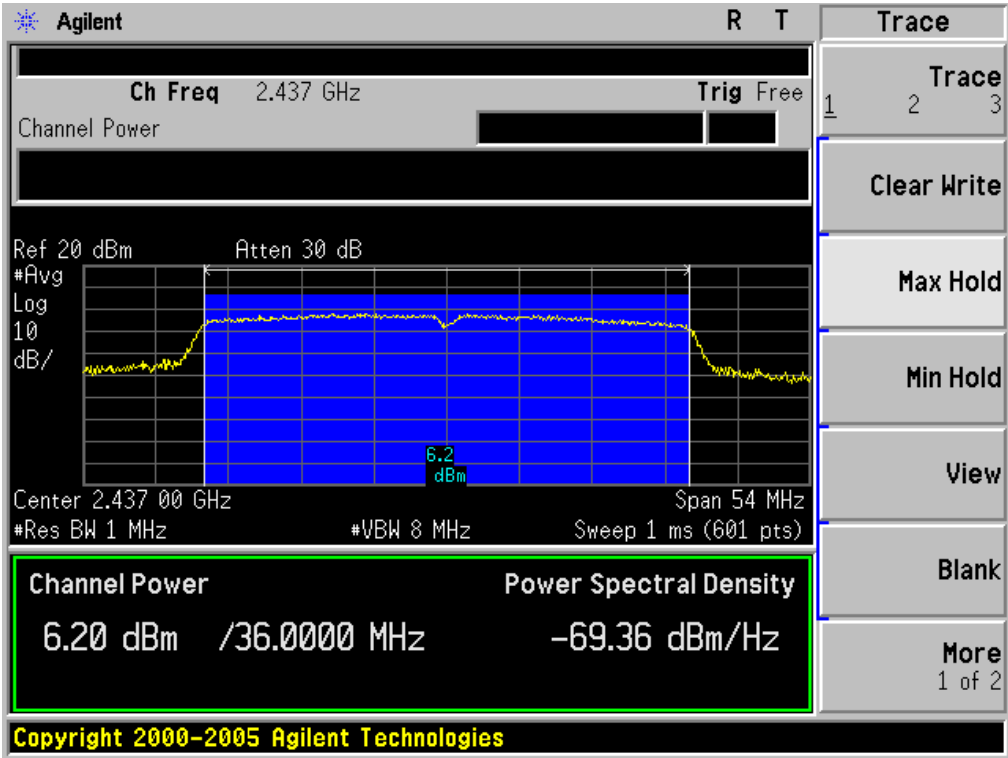 Agilent R T Trace
Ch Freq 2.437 GHz Trig Free
Channel Power
Trace
1 2 3
Clear Write
Ref 20 dBm Atten 30 dB
#Avg
Log
10
dB/
Max Hold
Min Hold
6.2
dBm
View
Center 2.437 00 GHz Span 54 MHz
#Res BW 1 MHz #VBW 8 MHz Sweep 1 ms (601 pts)
Blank
Channel Power Power Spectral Density
6.20 dBm /36.0000 MHz -69.36 dBm/Hz
More
1 of 2
Copyright 2000-2005 Agilent Technologies